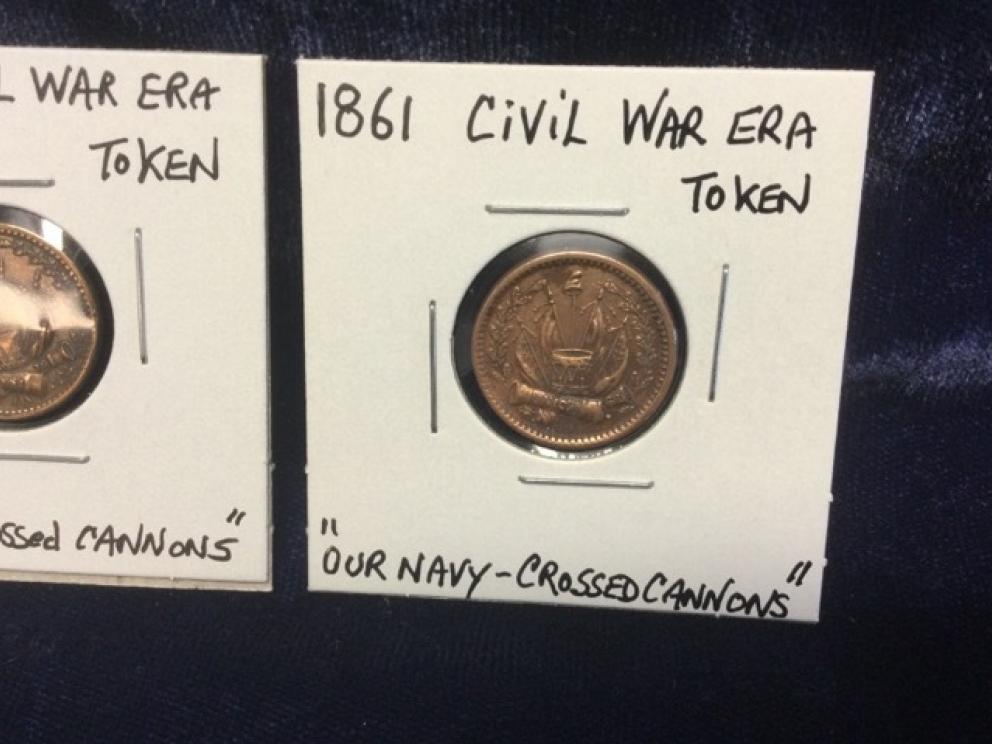 L WAR ERA
TOKEN
ssed CANNONS"
1861 CiViL WAR ERA
TOKEN
"OUR NAVY-CROSSED CANNONS"